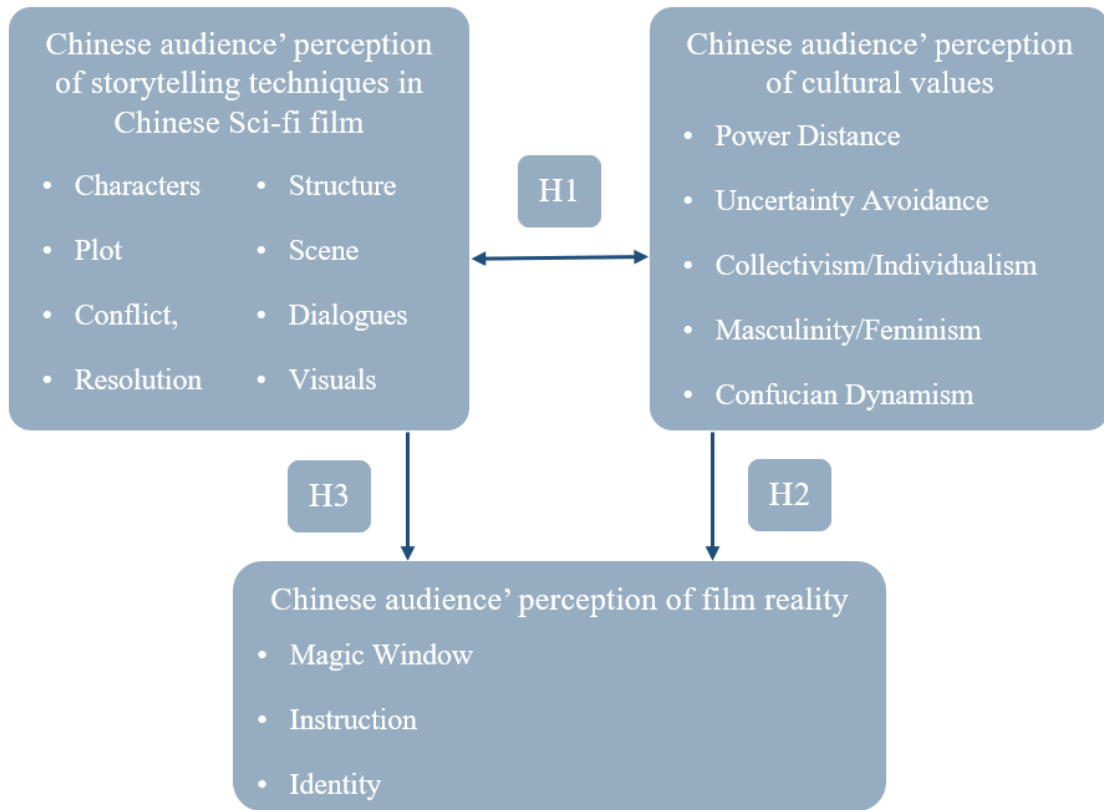 Chinese audience’ perception
of storytelling techniques in
Chinese Sci-fi film
• Characters
• Plot
• Conflict,
• Resolution
• Structure
• Scene
• Dialogues
• Visuals
H1
Chinese audience’ perception
of cultural values
• Power Distance
• Uncertainty Avoidance
• Collectivism/Individualism
• Masculinity/Feminism
• Confucian Dynamism
H3
H2
Chinese audience’ perception of film reality
• Magic Window
• Instruction
• Identity